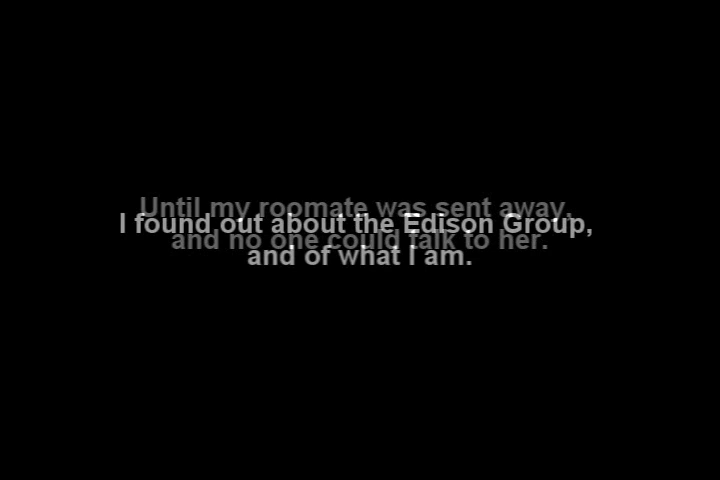 Until my roomate was sent away,
I found out about the Edison Group,
and no one could talk to her.
and of what I am.